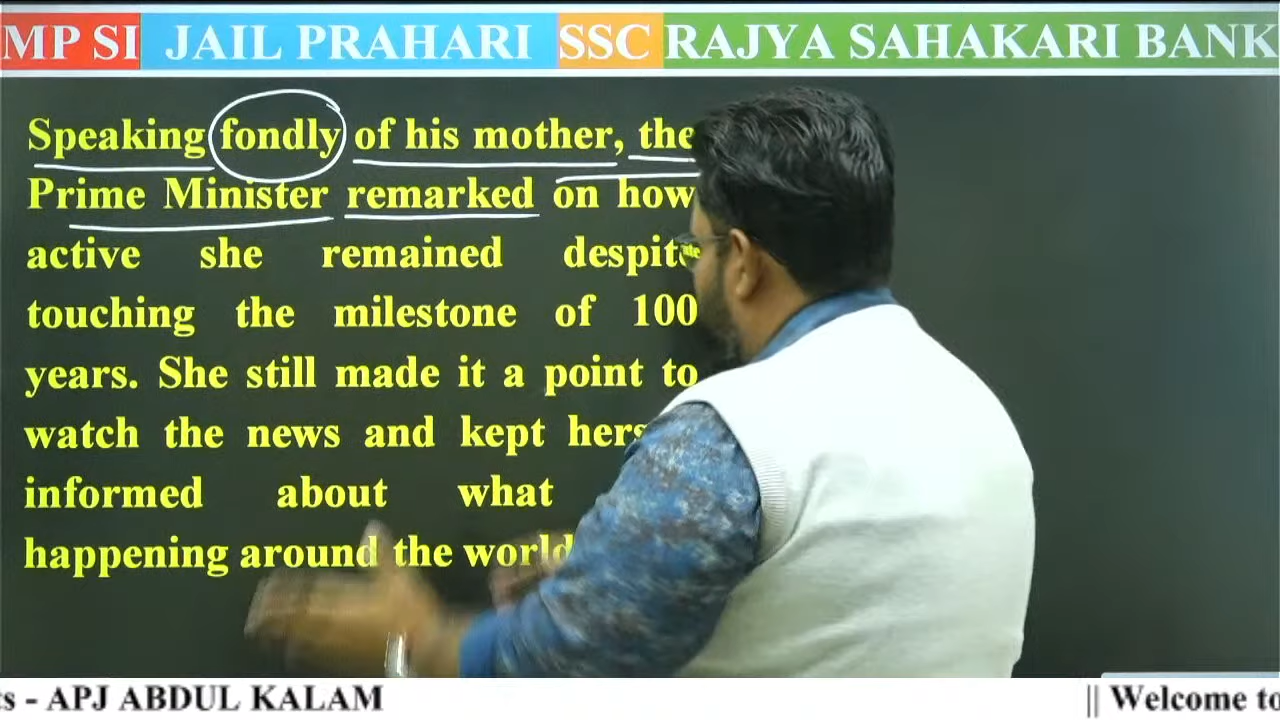 MP SI JAIL PRAHARI SSC RAJYA SAHAKARI BANK
Speaking fondly of his mother, the
Prime Minister remarked on how
active she remained despite
touching the milestone of 100
years. She still made it a point to
watch the news and kept
informed about what
happening around the world
- APJ ABDUL KALAM || Welcome to